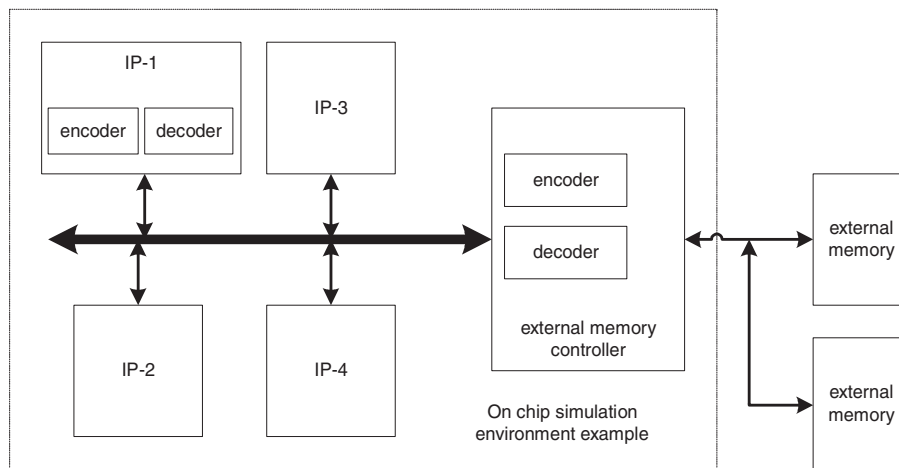 IP-1
encoder
decoder
IP-3
encoder
decoder
external memory
controller
external
memory
IP-2
IP-4
external
memory
On chip simulation
environment example